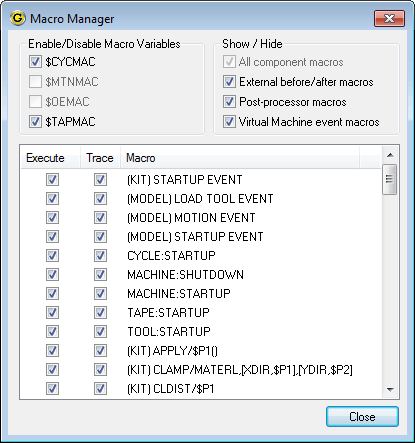 Macro Manager
Enable/Disable Macro Variables
$CYCMAC
$MTNMAC
$OEMAC
$TAPMAC
Show / Hide
All component macros
External before/after macros
Post-processor macros
Virtual Machine event macros
Execute Trace Macro
(KIT) STARTUP EVENT
(MODEL) LOAD TOOL EVENT
(MODEL) MOTION EVENT
(MODEL) STARTUP EVENT
CYCLE:STARTUP
MACHINE:SHUTDOWN
MACHINE:STARTUP
TAPE:STARTUP
TOOL:STARTUP
(KIT) APPLY/$P1()
(KIT) CLAMP/MATERL,[XDIR,$P1],[YDIR,$P2]
(KIT) CLDIST/$P1
Close